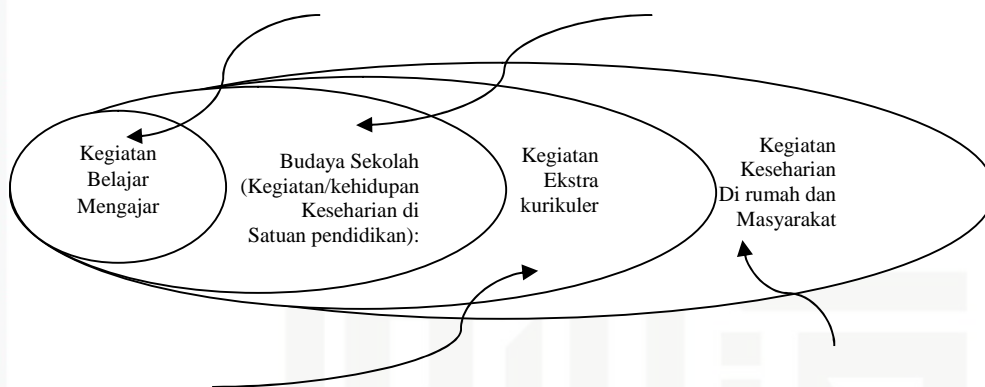 Kegiatan
Belajar
Mengajar
Budaya Sekolah
(Kegiatan/kehidupan
Keseharian di
Satuan pendidikan):
Kegiatan
Ekstra
kurikuler
Kegiatan
Keseharian
Di rumah dan
Masyarakat